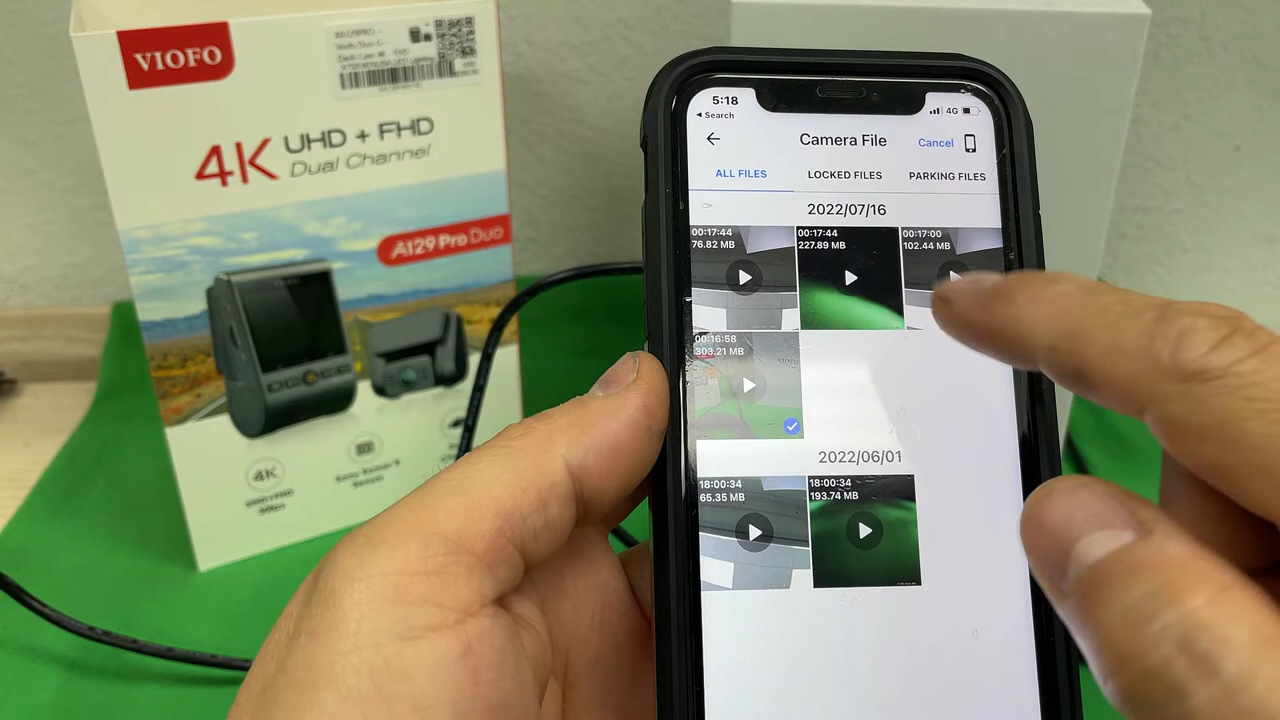 VIOFO
4K UHD + FHD
Dual Channel
A129 Pro Duo
4K
5:18
4G
Search
Camera File
Cancel
ALL FILES
LOCKED FILES
PARKING FILES
2022/07/16
00:17:44
76.82 MB
00:17:44
227.89 MB
00:17:00
102.44 MB
00:16:58
303.21 MB
VIOFO
2022/06/01
18:00:34
65.35 MB
18:00:34
193.74 MB